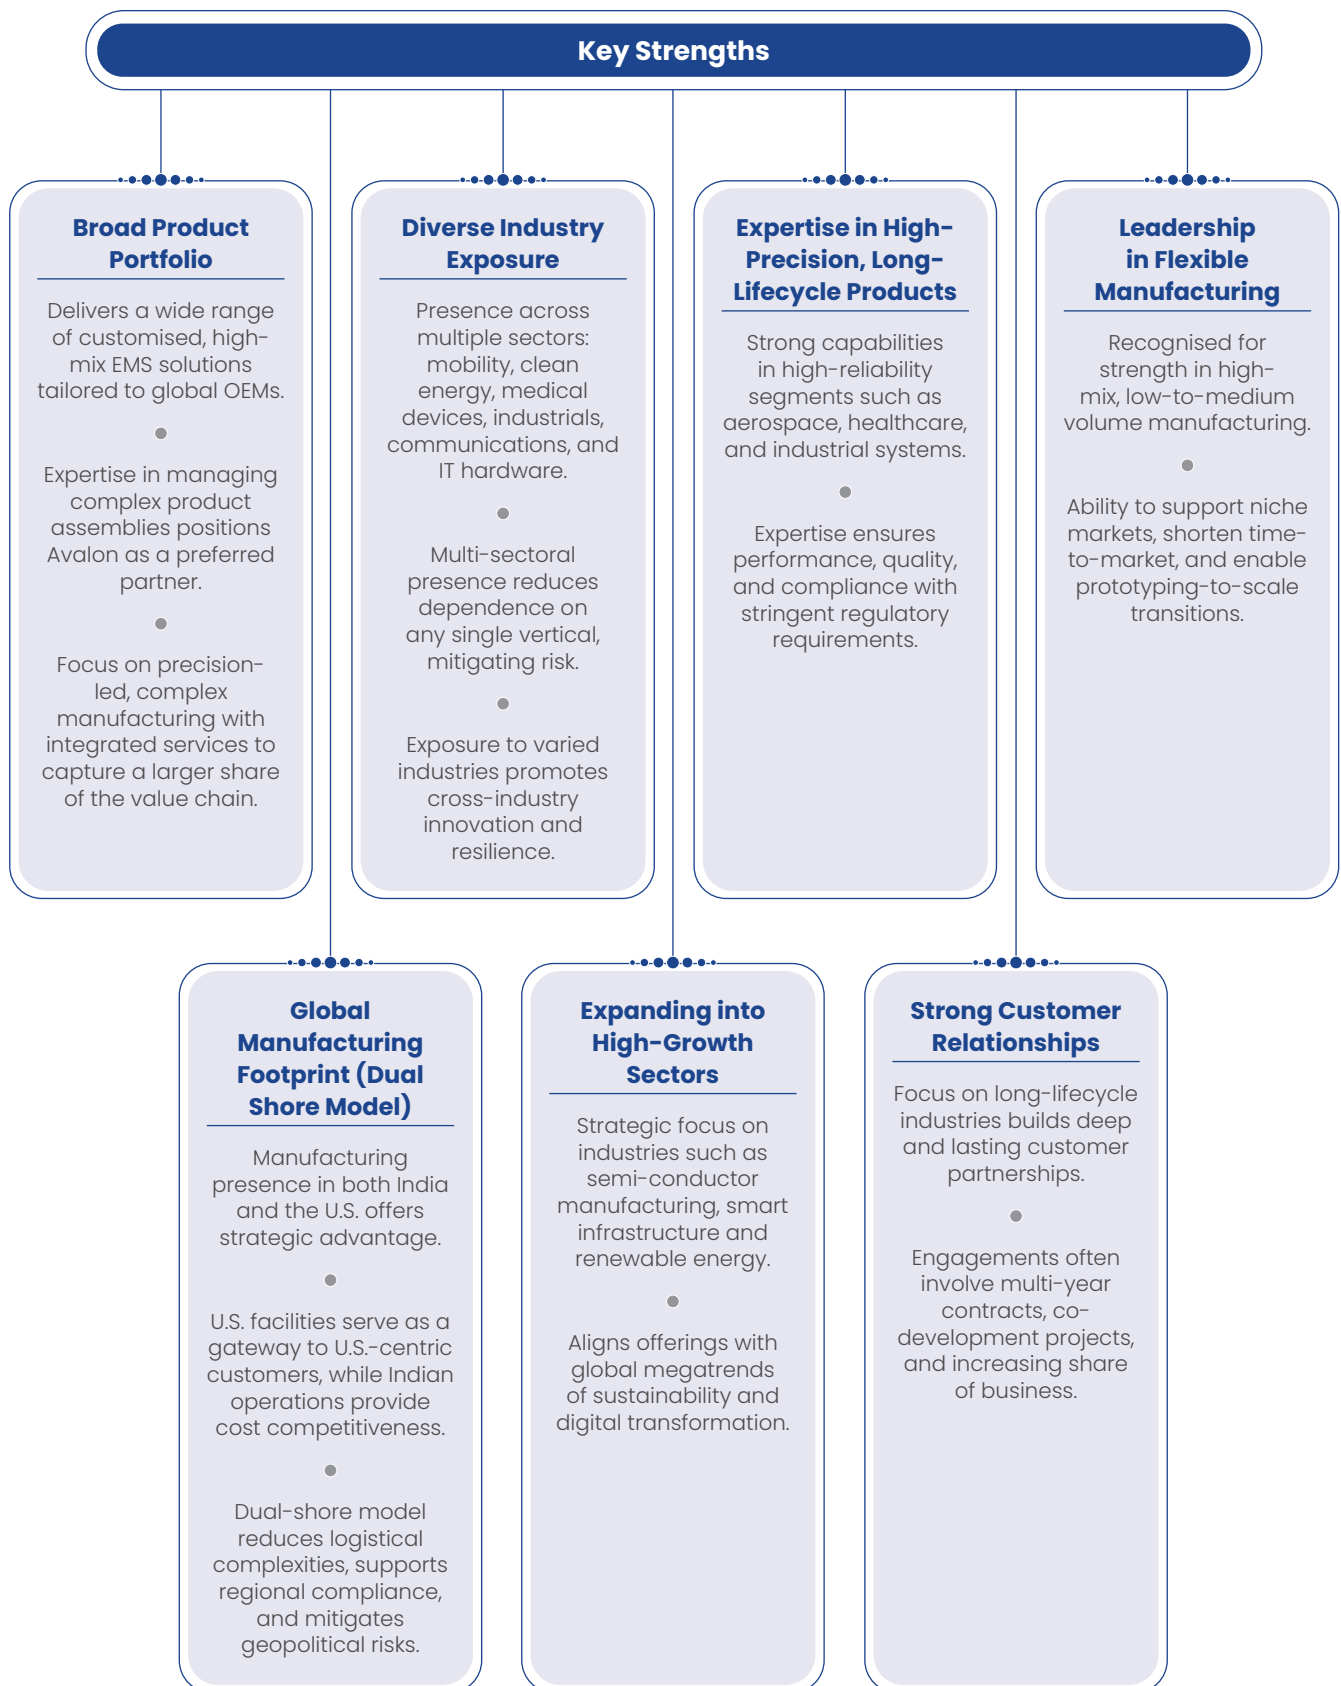 Key Strengths
Broad Product
Portfolio
Delivers a wide range
of customised, high-
mix EMS solutions
tailored to global OEMs.
Expertise in managing
complex product
assemblies positions
Avalon as a preferred
partner.
Focus on precision-
led, complex
manufacturing with
integrated services to
capture a larger share
of the value chain.
Diverse Industry
Exposure
Presence across
multiple sectors:
mobility, clean
energy, medical
devices, industrials,
communications, and
IT hardware.
Multi-sectoral
presence reduces
dependence on
any single vertical,
mitigating risk.
Exposure to varied
industries promotes
cross-industry
innovation and
resilience.
Expertise in High-
Precision, Long-
Lifecycle Products
Strong capabilities
in high-reliability
segments such as
aerospace, healthcare,
and industrial systems.
Expertise ensures
performance, quality,
and compliance with
stringent regulatory
requirements.
Leadership
in Flexible
Manufacturing
Recognised for
strength in high-
mix, low-to-medium
volume manufacturing.
Ability to support niche
markets, shorten time-
to-market, and enable
prototyping-to-scale
transitions.
Global
Manufacturing
Footprint (Dual
Shore Model)
Manufacturing
presence in both India
and the U.S. offers
strategic advantage.
U.S. facilities serve as a
gateway to U.S.-centric
customers, while Indian
operations provide
cost competitiveness.
Dual-shore model
reduces logistical
complexities, supports
regional compliance,
and mitigates
geopolitical risks.
Expanding into
High-Growth
Sectors
Strategic focus on
industries such as
semi-conductor
manufacturing, smart
infrastructure and
renewable energy.
Aligns offerings with
global megatrends
of sustainability and
digital transformation.
Strong Customer
Relationships
Focus on long-lifecycle
industries builds deep
and lasting customer
partnerships.
Engagements often
involve multi-year
contracts, co-
development projects,
and increasing share
of business.